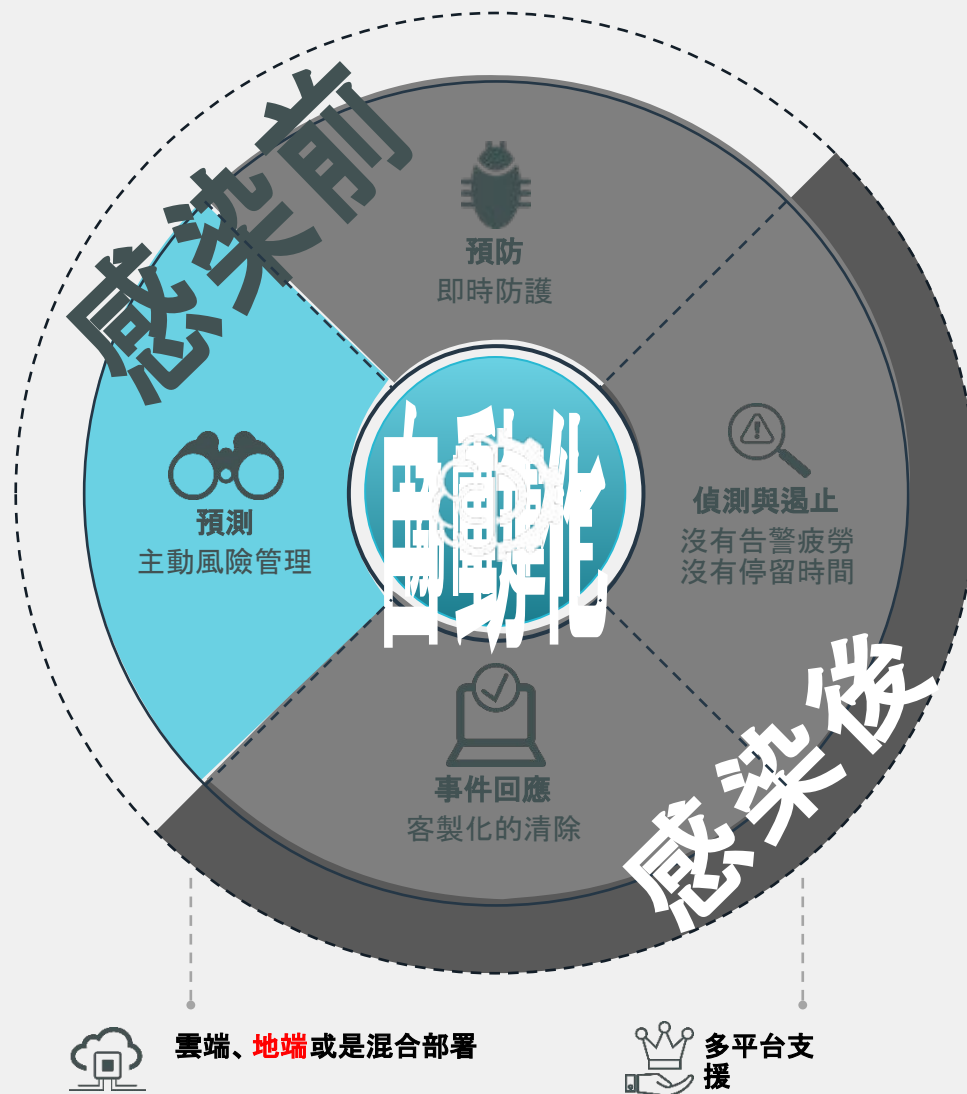 感染前
預防
即時防護
預測
主動風險管理
自動化
偵測與遏止
沒有告警疲勞
沒有停留時間
事件回應
客製化的清除
感染後
雲端、地端或是混合部署
多平台支
援